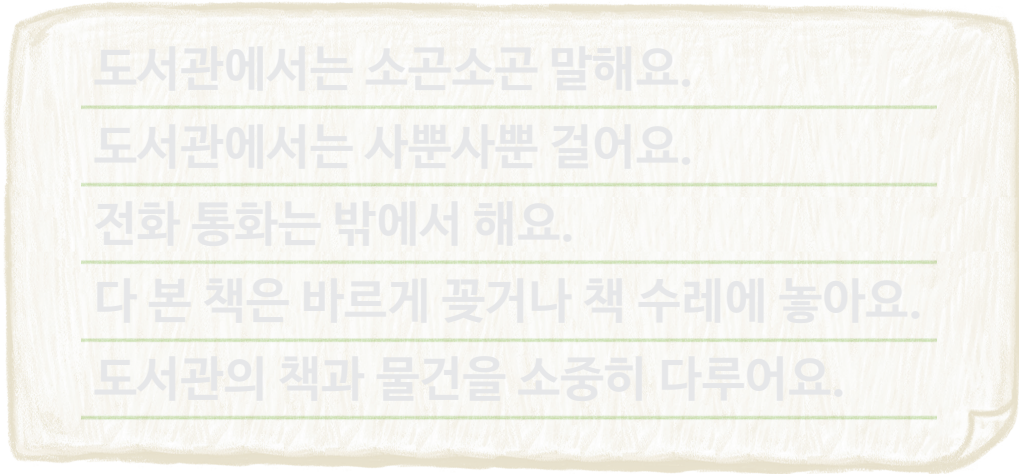 도서관에서는 소곤소곤 말해요.
도서관에서는 사뿐사뿐 걸어요.
전화 통화는 밖에서 해요.
다 본 책은 바르게 꽂거나 책 수레에 놓아요.
도서관의 책과 물건을 소중히 다루어요.